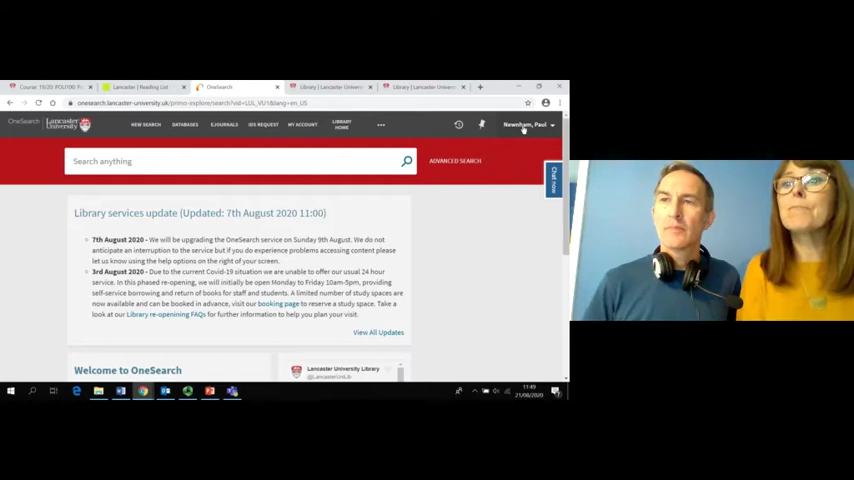 Course: 19/20: POLI100: Po
Lancaster | Reading List
OneSearch
Library | Lancaster Universit
Library | Lancaster Universit
onesearch.lancaster-university.uk/primo-explore/search?vid=LUL_VU1&lang=en_US
OneSearch
Lancaster University
NEW SEARCH
DATABASES
EJOURNALS
IDS REQUEST
MY ACCOUNT
LIBRARY HOME
Newnham, Paul
Search anything
ADVANCED SEARCH
Chat now
Library services update (Updated: 7th August 2020 11:00)
7th August 2020 - We will be upgrading the OneSearch service on Sunday 9th August. We do not
anticipate an interruption to the service but if you do experience problems accessing content please
let us know using the help options on the right of your screen.
3rd August 2020 - Due to the current Covid-19 situation we are unable to offer our usual 24 hour
service. In this phased re-opening, we will initially be open Monday to Friday 10am-5pm, providing
self-service borrowing and return of books for staff and students. A limited number of study spaces are
now available and can be booked in advance, visit our booking page to reserve a study space. Take a
look at our Library re-openining FAQs for further information to help you plan your visit.
View All Updates
Welcome to OneSearch
Lancaster University Library
@LancasterUniLib
11:49
21/08/2020